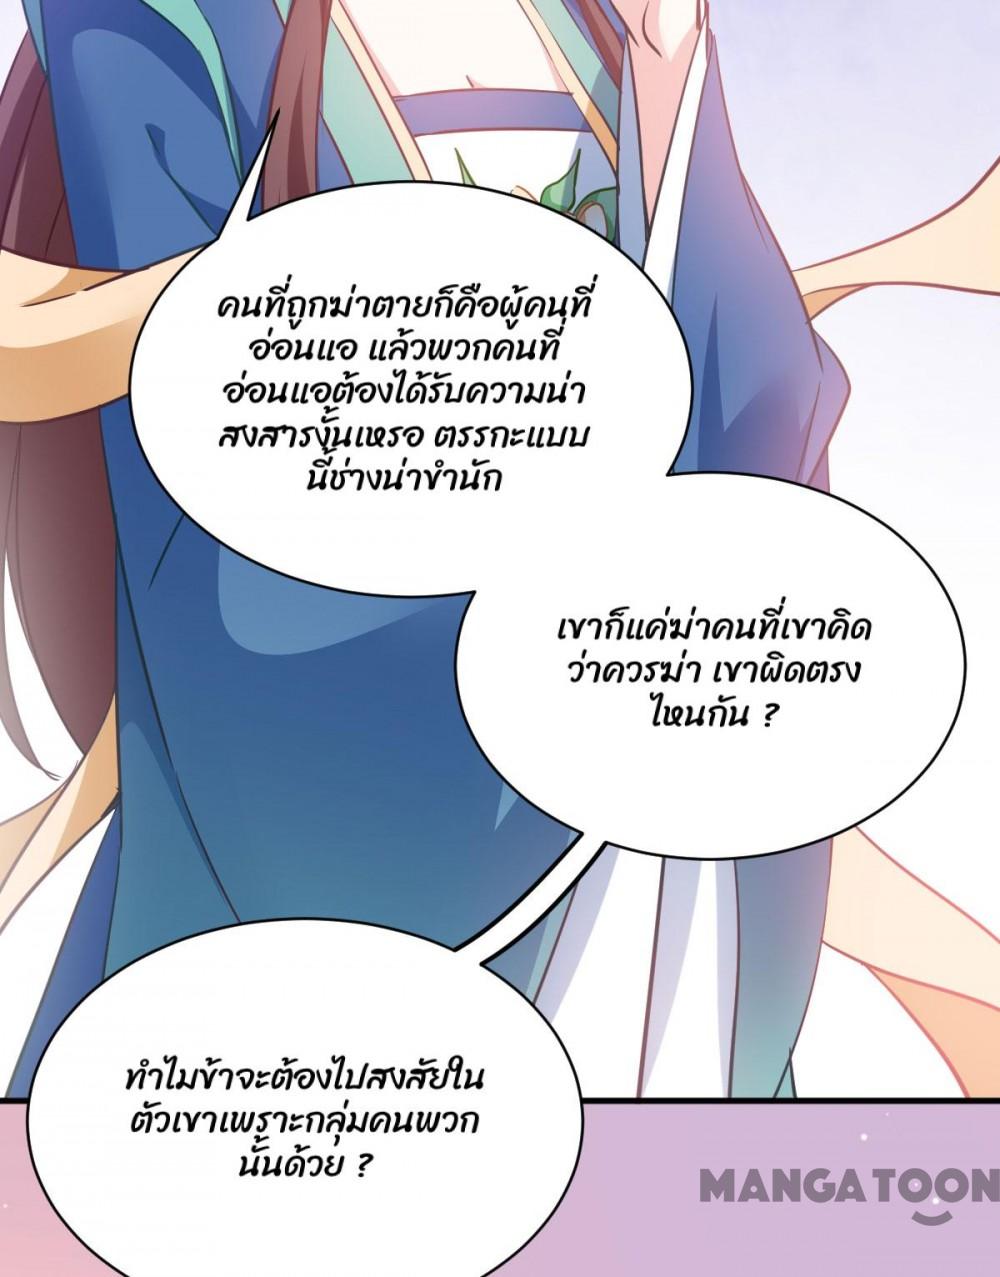 คนที่ถูกฆ่าตายก็คือผู้คนที่
อ่อนแอ แล้วพวกคนที่
อ่อนแอต้องได้รับความน่า
สงสารงั้นเหรอ ตรรกะแบบ
นี้ช่างน่าขำนัก
เขาก็แค่ฆ่าคนที่เขาคิด
ว่าควรฆ่า เขาผิดตรง
ไหนกัน ?
ทำไมข้าจะต้องไปสงสัยใน
ตัวเขาเพราะกลุ่มคนพวก
นั้นด้วย ?
MANGATOON